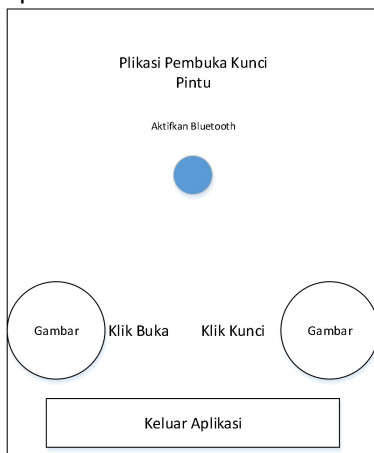 Plikasi Pembuka Kunci
Pintu
Aktifkan Bluetooth
Gambar
Klik Buka
Klik Kunci
Gambar
Keluar Aplikasi